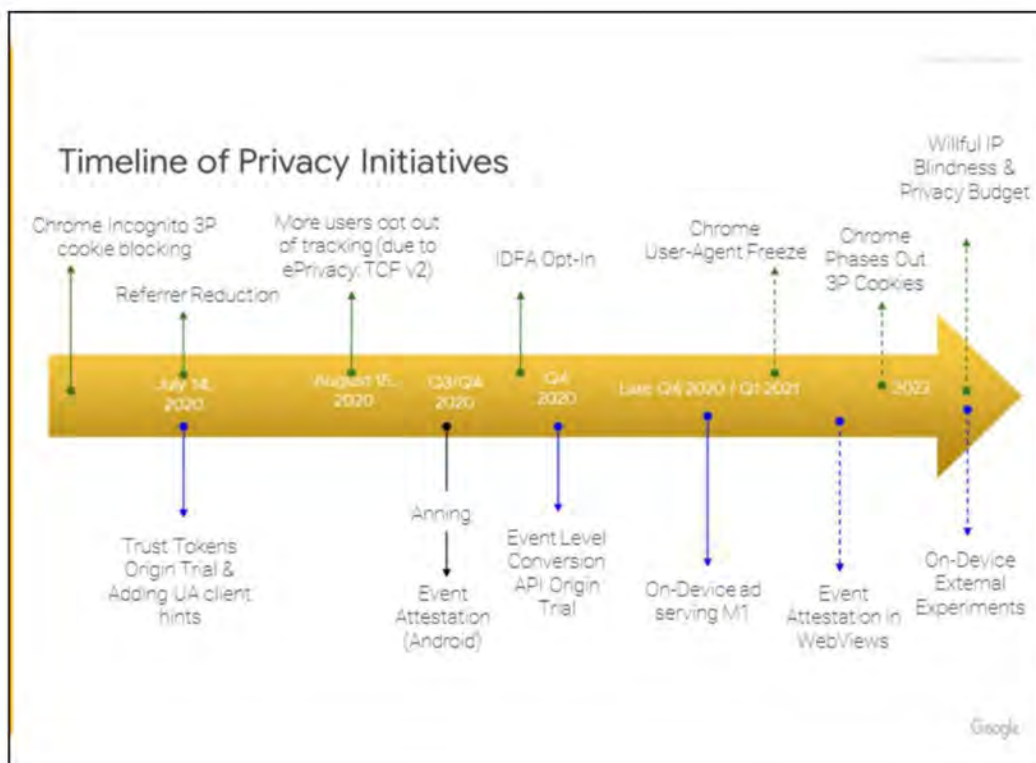 Timeline of Privacy Initiatives
Willful IP
Blindness &
Privacy Budget
Chrome Incognito 3P
cookie blocking
Referrer Reduction
More users opt out
of tracking (due to
ePrivacy: TCF v2)
IDFA Opt-In
Chrome
User-Agent Freeze
Chrome
Phases Out
3P Cookies
July 14,
2020
August 15,
2020
Q3/Q4
2020
Q4
2020
Late Q4 2020 / Q1 2021
Trust Tokens
Origin Trial &
Adding UA client
hints
Anning
Event
Attestation
(Android)
Event Level
Conversion
API Origin
Trial
On-Device ad
serving M1
Event
Attestation in
WebViews
On-Device
External
Experiments
Google